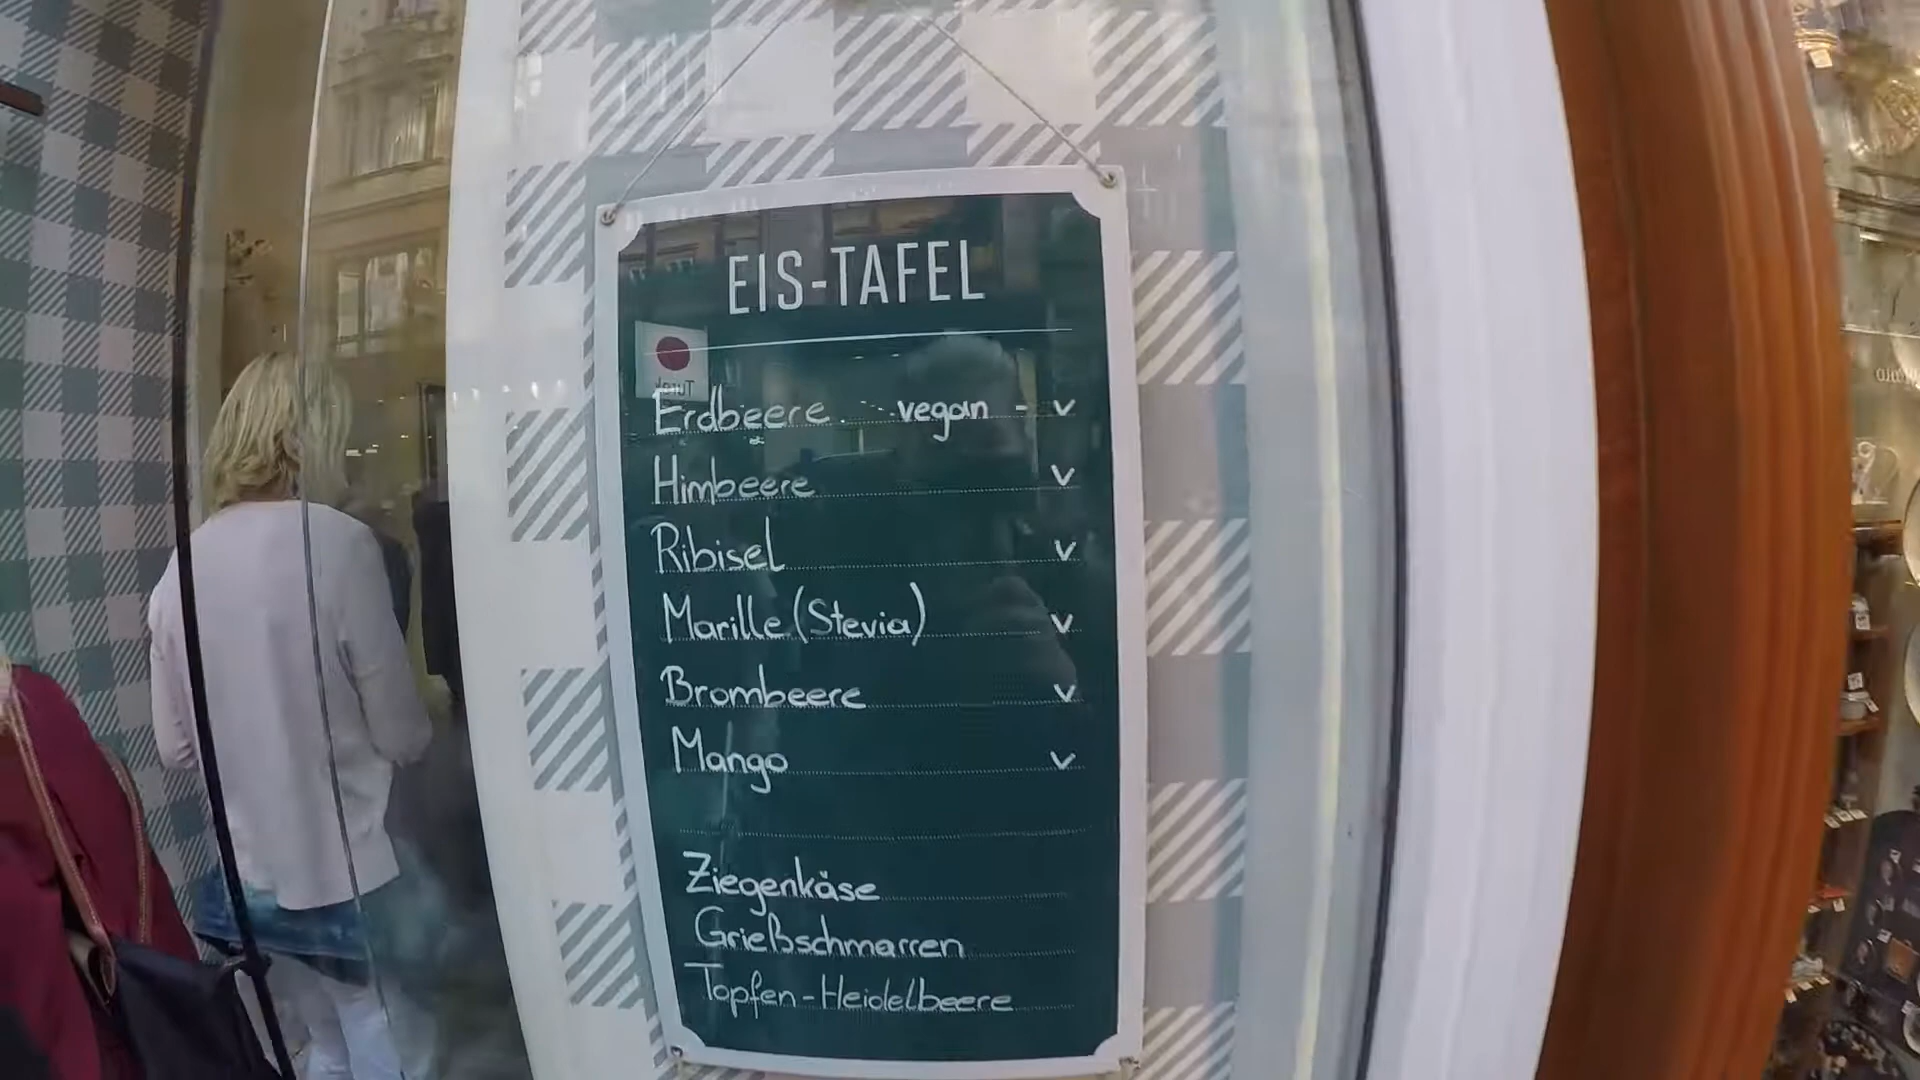 EIS-TAFEL
Erdbeere vegan - v
Himbeere v
Ribisel v
Marille (Stevia) v
Brombeere v
Mango v
Ziegenkäse
Grießschmarren
Topfen-Heidelbeere